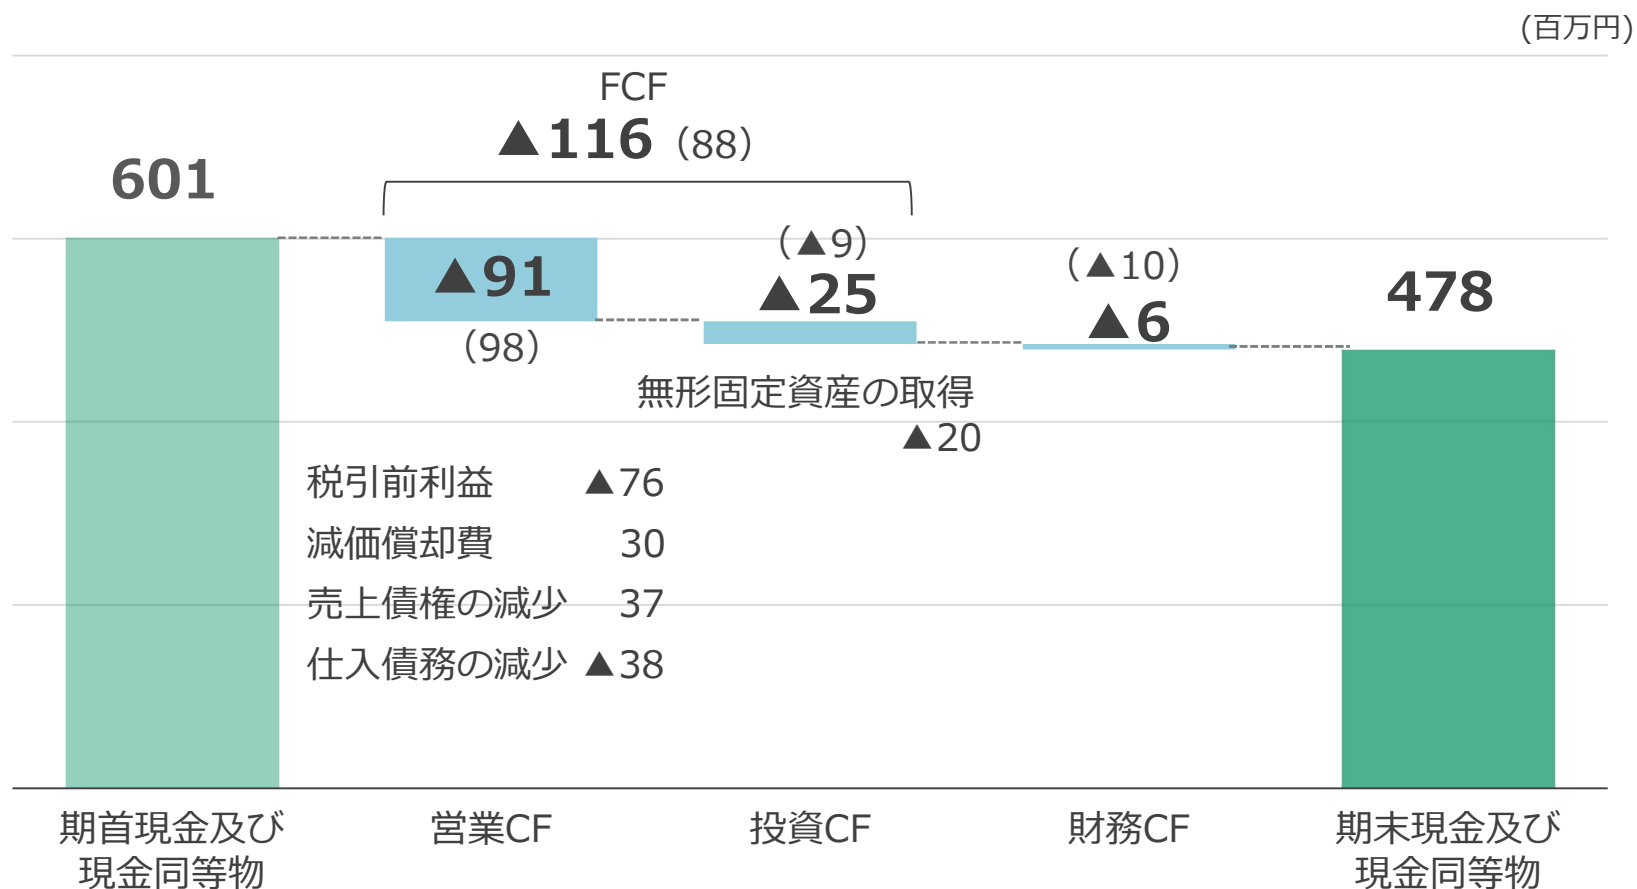 (百万円)
FCF
▲116（88）
601
▲91
（98）
（▲9）
▲25
（▲10）
▲6
478
無形固定資産の取得
▲20
税引前利益 ▲76
減価償却費 30
売上債権の減少 37
仕入債務の減少 ▲38
期首現金及び
現金同等物
営業CF
投資CF
財務CF
期末現金及び
現金同等物